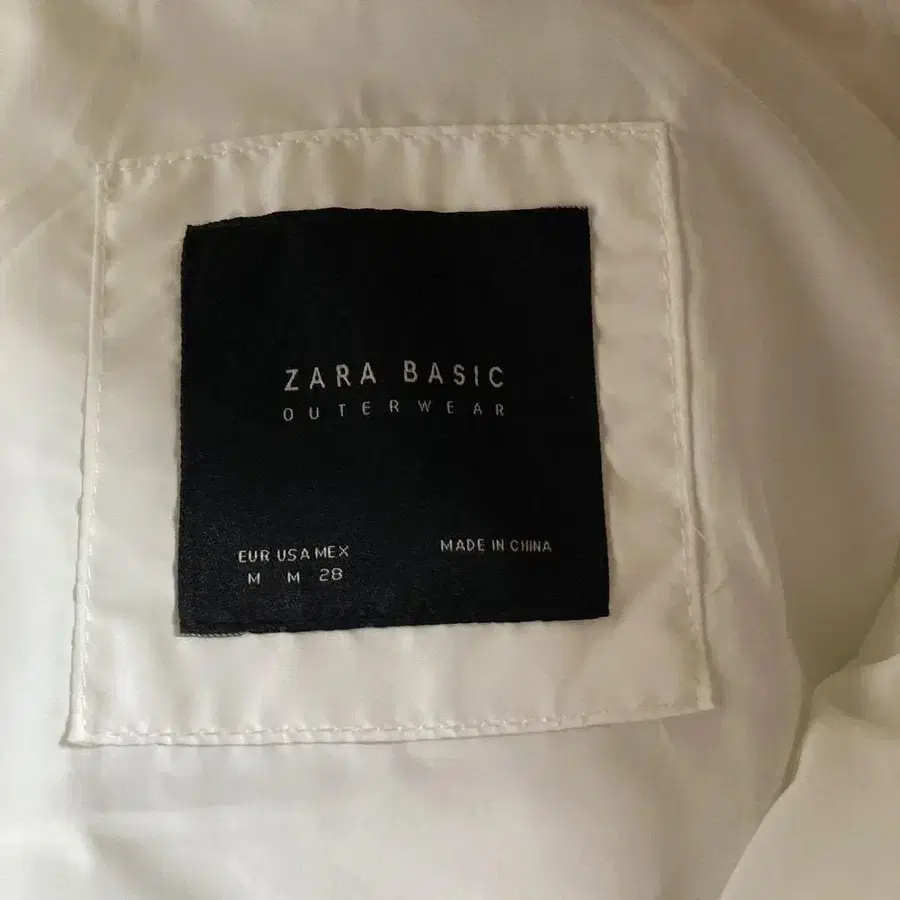 ZARA BASIC
OUTERWEAR
EUR USA MEX
M M 28
MADE IN CHINA